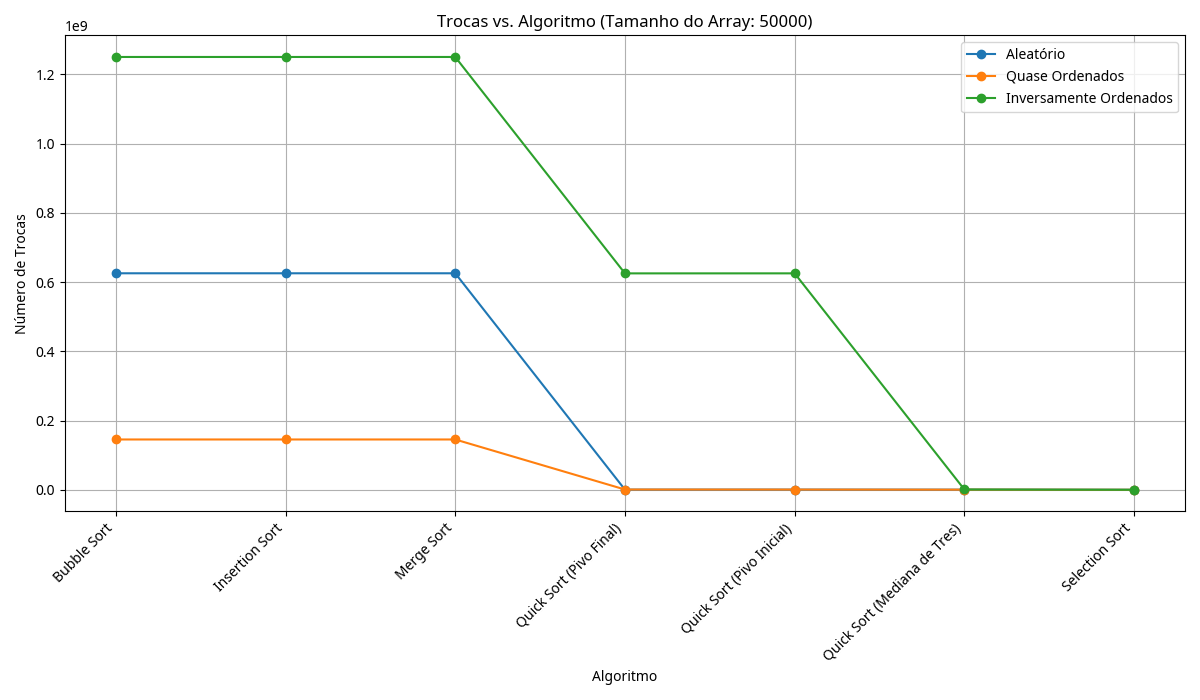 Trocas vs. Algoritmo (Tamanho do Array: 50000)
1e9
Aleatório
Quase Ordenados
Inversamente Ordenados
1.2
1.0
0.8
0.6
0.4
0.2
0.0
Número de Trocas
Bubble Sort
Insertion Sort
Merge Sort
Quick Sort (Pivo Final)
Quick Sort (Pivo Inicial)
Quick Sort (Mediana de Tres)
Selection Sort
Algoritmo